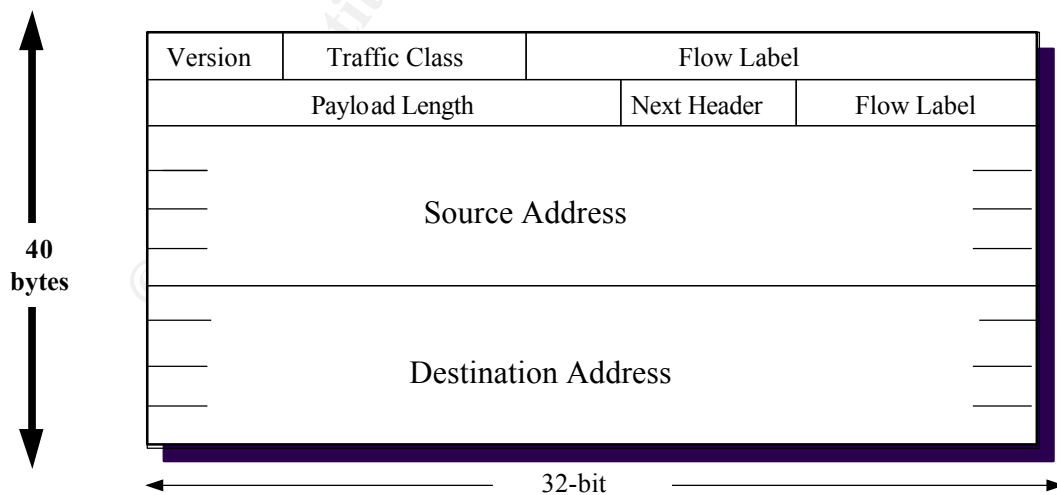 Version Traffic Class Flow Label
Payload Length Next Header Flow Label
Source Address
40
bytes
Destination Address
32-bit